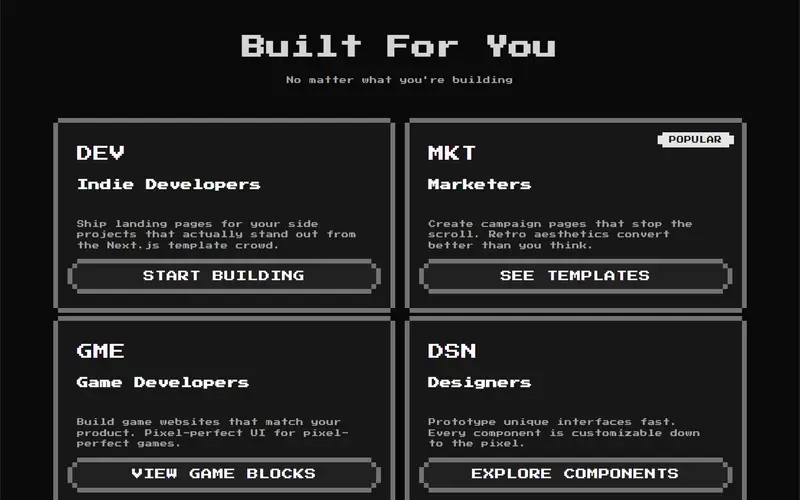 Built For You
No matter what you're building
DEV
Indie Developers
Ship landing pages for your side
projects that actually stand out from
the Next.js template crowd.
START BUILDING
POPULAR
MKT
Marketers
Create campaign pages that stop the
scroll. Retro aesthetics convert
better than you think.
SEE TEMPLATES
GME
Game Developers
Build game websites that match your
product. Pixel-perfect UI for pixel-
perfect games.
VIEW GAME BLOCKS
DSN
Designers
Prototype unique interfaces fast.
Every component is customizable down
to the pixel.
EXPLORE COMPONENTS